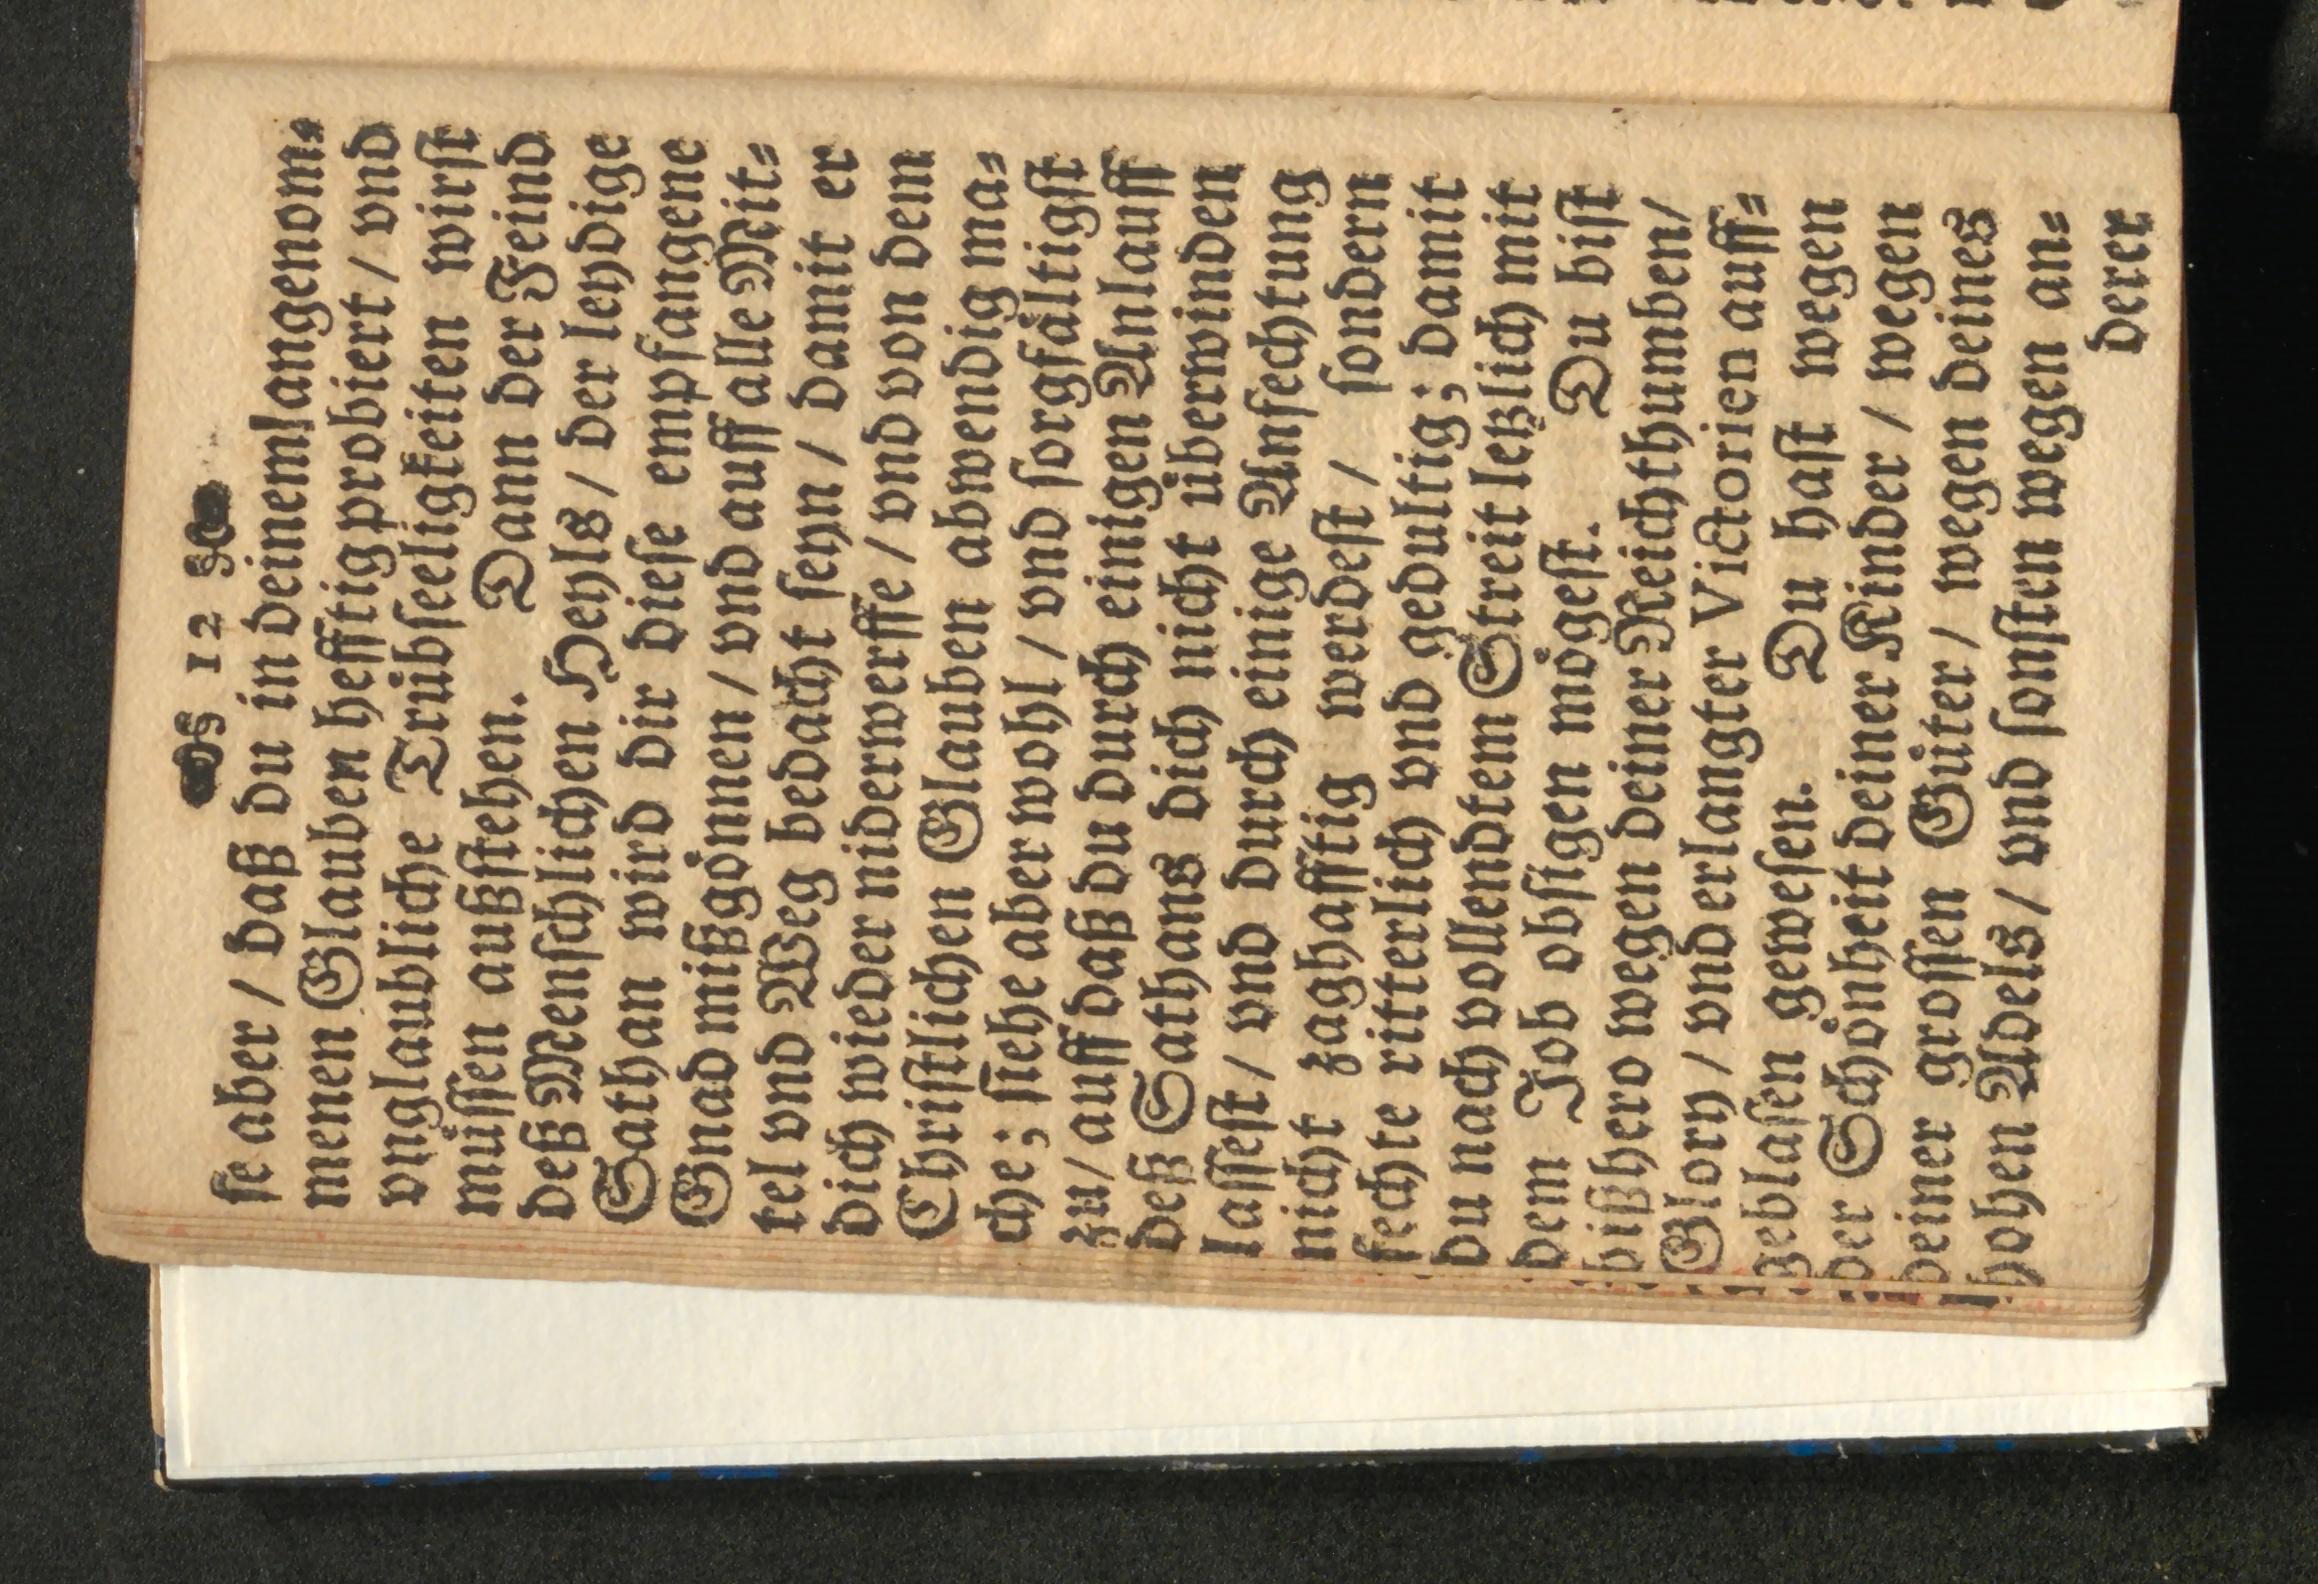 12
se aber / daß du in deinem angenom⸗
menen Glauben hefftig probiert / vnd
vnglaubliche Trübseeligkeiten wirst
müssen außstehen. Dann der Feind
deß Menschlichen Heyls / der leydige
Sathan wird dir diese empfangene
Gnad mißgönnen / vnd auff alle Mit⸗
tel vnd Weg bedacht seyn / damit er
dich wieder niderwerffe / vnd von dem
Christlichen Glauben abwendig ma⸗
che; siehe aber wohl / vnd sorgfältigst
zu / auff daß du durch einigen Anlauff
deß Sathans dich nicht überwinden
lassest / vnd durch einige Anfechtung
nicht zaghafftig werdest / sondern
fechte ritterlich vnd gedultig; damit
du nach vollendtem Streit letzlich mit
dem Job obsigen mögest. Du bist
bißhero wegen deiner Reichthumben /
Glory / vnd erlangter Victorien auff⸗
geblasen gewesen. Du hast wegen
der Schönheit deiner Kinder / wegen
deiner grossen Güter / wegen deines
hohen Adels / vnd sonsten wegen an⸗
derer